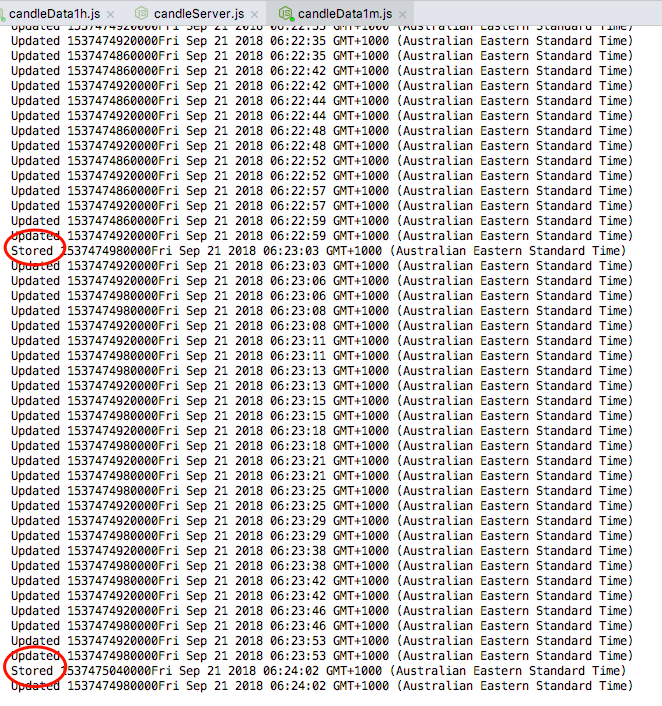 candleData1h.js candleServer.js candleData1m.js
Updated 1537474920000Fri Sep 21 2018 06:22:35 GMT+1000 (Australian Eastern Standard Time)
Updated 1537474860000Fri Sep 21 2018 06:22:35 GMT+1000 (Australian Eastern Standard Time)
Updated 1537474860000Fri Sep 21 2018 06:22:42 GMT+1000 (Australian Eastern Standard Time)
Updated 1537474920000Fri Sep 21 2018 06:22:42 GMT+1000 (Australian Eastern Standard Time)
Updated 1537474860000Fri Sep 21 2018 06:22:44 GMT+1000 (Australian Eastern Standard Time)
Updated 1537474920000Fri Sep 21 2018 06:22:44 GMT+1000 (Australian Eastern Standard Time)
Updated 1537474860000Fri Sep 21 2018 06:22:48 GMT+1000 (Australian Eastern Standard Time)
Updated 1537474920000Fri Sep 21 2018 06:22:48 GMT+1000 (Australian Eastern Standard Time)
Updated 1537474860000Fri Sep 21 2018 06:22:52 GMT+1000 (Australian Eastern Standard Time)
Updated 1537474920000Fri Sep 21 2018 06:22:52 GMT+1000 (Australian Eastern Standard Time)
Updated 1537474860000Fri Sep 21 2018 06:22:57 GMT+1000 (Australian Eastern Standard Time)
Updated 1537474920000Fri Sep 21 2018 06:22:57 GMT+1000 (Australian Eastern Standard Time)
Updated 1537474860000Fri Sep 21 2018 06:22:59 GMT+1000 (Australian Eastern Standard Time)
Updated 1537474920000Fri Sep 21 2018 06:22:59 GMT+1000 (Australian Eastern Standard Time)
Stored 1537474980000Fri Sep 21 2018 06:23:03 GMT+1000 (Australian Eastern Standard Time)
Updated 1537474920000Fri Sep 21 2018 06:23:03 GMT+1000 (Australian Eastern Standard Time)
Updated 1537474920000Fri Sep 21 2018 06:23:06 GMT+1000 (Australian Eastern Standard Time)
Updated 1537474980000Fri Sep 21 2018 06:23:06 GMT+1000 (Australian Eastern Standard Time)
Updated 1537474980000Fri Sep 21 2018 06:23:08 GMT+1000 (Australian Eastern Standard Time)
Updated 1537474920000Fri Sep 21 2018 06:23:08 GMT+1000 (Australian Eastern Standard Time)
Updated 1537474920000Fri Sep 21 2018 06:23:11 GMT+1000 (Australian Eastern Standard Time)
Updated 1537474980000Fri Sep 21 2018 06:23:11 GMT+1000 (Australian Eastern Standard Time)
Updated 1537474980000Fri Sep 21 2018 06:23:13 GMT+1000 (Australian Eastern Standard Time)
Updated 1537474920000Fri Sep 21 2018 06:23:13 GMT+1000 (Australian Eastern Standard Time)
Updated 1537474920000Fri Sep 21 2018 06:23:15 GMT+1000 (Australian Eastern Standard Time)
Updated 1537474980000Fri Sep 21 2018 06:23:15 GMT+1000 (Australian Eastern Standard Time)
Updated 1537474920000Fri Sep 21 2018 06:23:18 GMT+1000 (Australian Eastern Standard Time)
Updated 1537474980000Fri Sep 21 2018 06:23:18 GMT+1000 (Australian Eastern Standard Time)
Updated 1537474920000Fri Sep 21 2018 06:23:21 GMT+1000 (Australian Eastern Standard Time)
Updated 1537474980000Fri Sep 21 2018 06:23:21 GMT+1000 (Australian Eastern Standard Time)
Updated 1537474980000Fri Sep 21 2018 06:23:25 GMT+1000 (Australian Eastern Standard Time)
Updated 1537474920000Fri Sep 21 2018 06:23:25 GMT+1000 (Australian Eastern Standard Time)
Updated 1537474920000Fri Sep 21 2018 06:23:29 GMT+1000 (Australian Eastern Standard Time)
Updated 1537474980000Fri Sep 21 2018 06:23:29 GMT+1000 (Australian Eastern Standard Time)
Updated 1537474920000Fri Sep 21 2018 06:23:38 GMT+1000 (Australian Eastern Standard Time)
Updated 1537474980000Fri Sep 21 2018 06:23:38 GMT+1000 (Australian Eastern Standard Time)
Updated 1537474980000Fri Sep 21 2018 06:23:42 GMT+1000 (Australian Eastern Standard Time)
Updated 1537474920000Fri Sep 21 2018 06:23:42 GMT+1000 (Australian Eastern Standard Time)
Updated 1537474920000Fri Sep 21 2018 06:23:46 GMT+1000 (Australian Eastern Standard Time)
Updated 1537474980000Fri Sep 21 2018 06:23:46 GMT+1000 (Australian Eastern Standard Time)
Updated 1537474920000Fri Sep 21 2018 06:23:53 GMT+1000 (Australian Eastern Standard Time)
Updated 1537474980000Fri Sep 21 2018 06:23:53 GMT+1000 (Australian Eastern Standard Time)
Stored 1537475040000Fri Sep 21 2018 06:24:02 GMT+1000 (Australian Eastern Standard Time)
Updated 1537474980000Fri Sep 21 2018 06:24:02 GMT+1000 (Australian Eastern Standard Time)